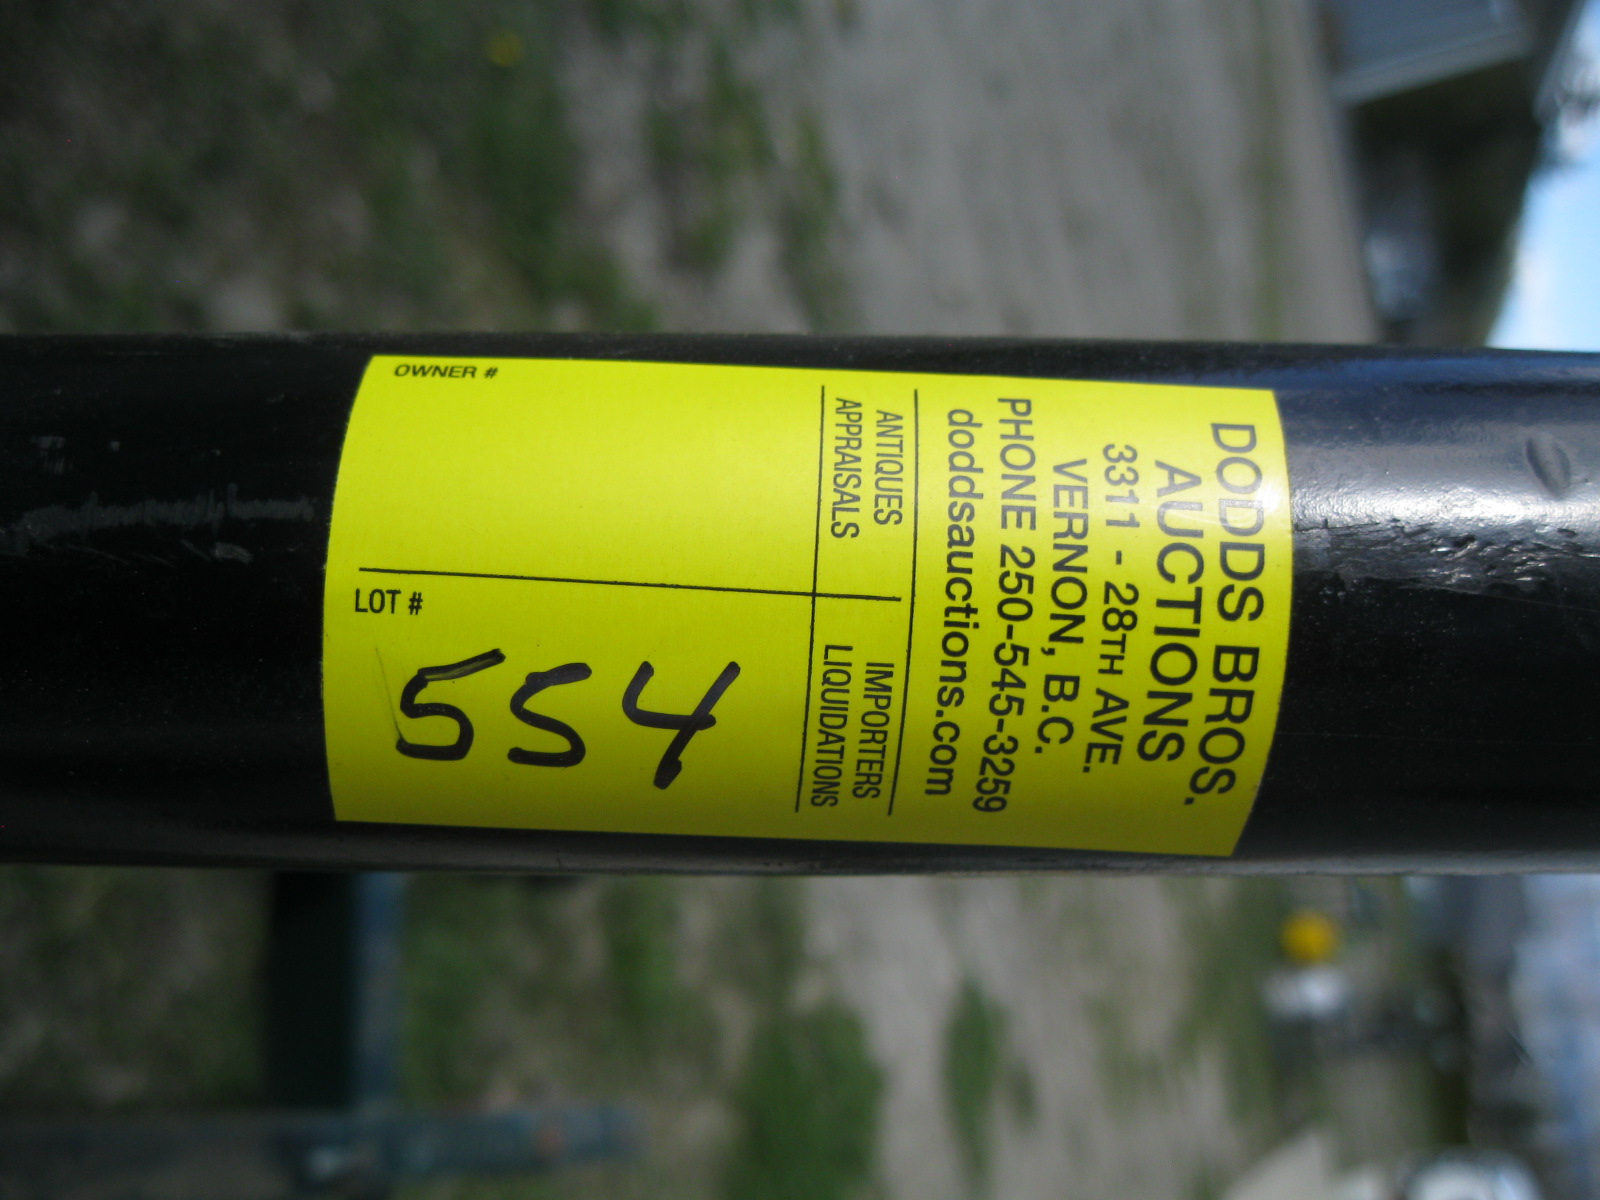 DODDS BROS.
AUCTIONS
3311 - 28TH AVE.
VERNON, B.C.
PHONE 250-545-3259
doddsauctions.com
ANTIQUES
APPRAISALS
IMPORTERS
LIQUIDATIONS
OWNER #
LOT #
554